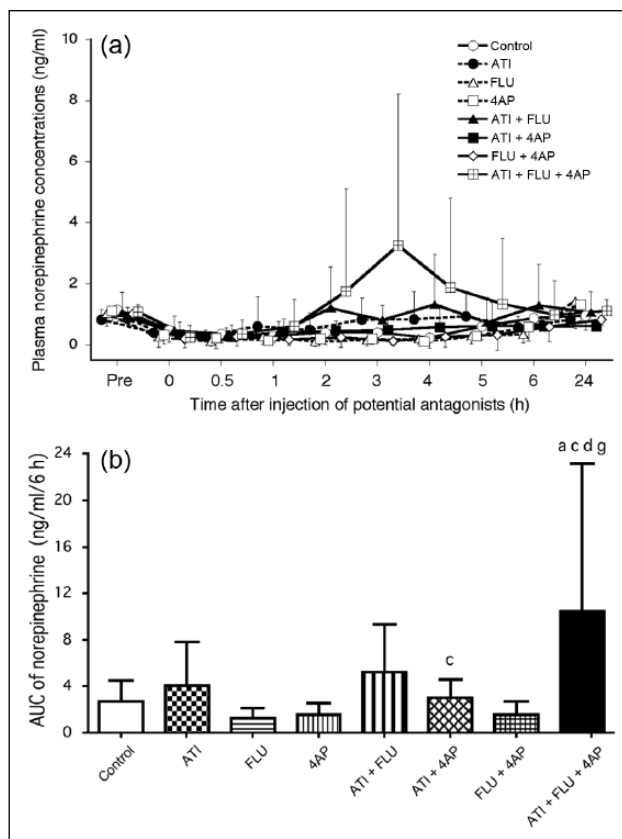 (a)
Plasma norepinephrine concentrations (ng/ml)
10
8
6
4
2
0
Control
ATI
FLU
4AP
ATI + FLU
ATI + 4AP
FLU + 4AP
ATI + FLU + 4AP
Pre 0 0.5 1 2 3 4 5 6 24
Time after injection of potential antagonists (h)
(b)
AUC of norepinephrine (ng/ml/6 h)
24
20
16
12
8
4
0
c
a c d g
Control ATI FLU 4AP ATI + FLU ATI + 4AP FLU + 4AP ATI + FLU + 4AP